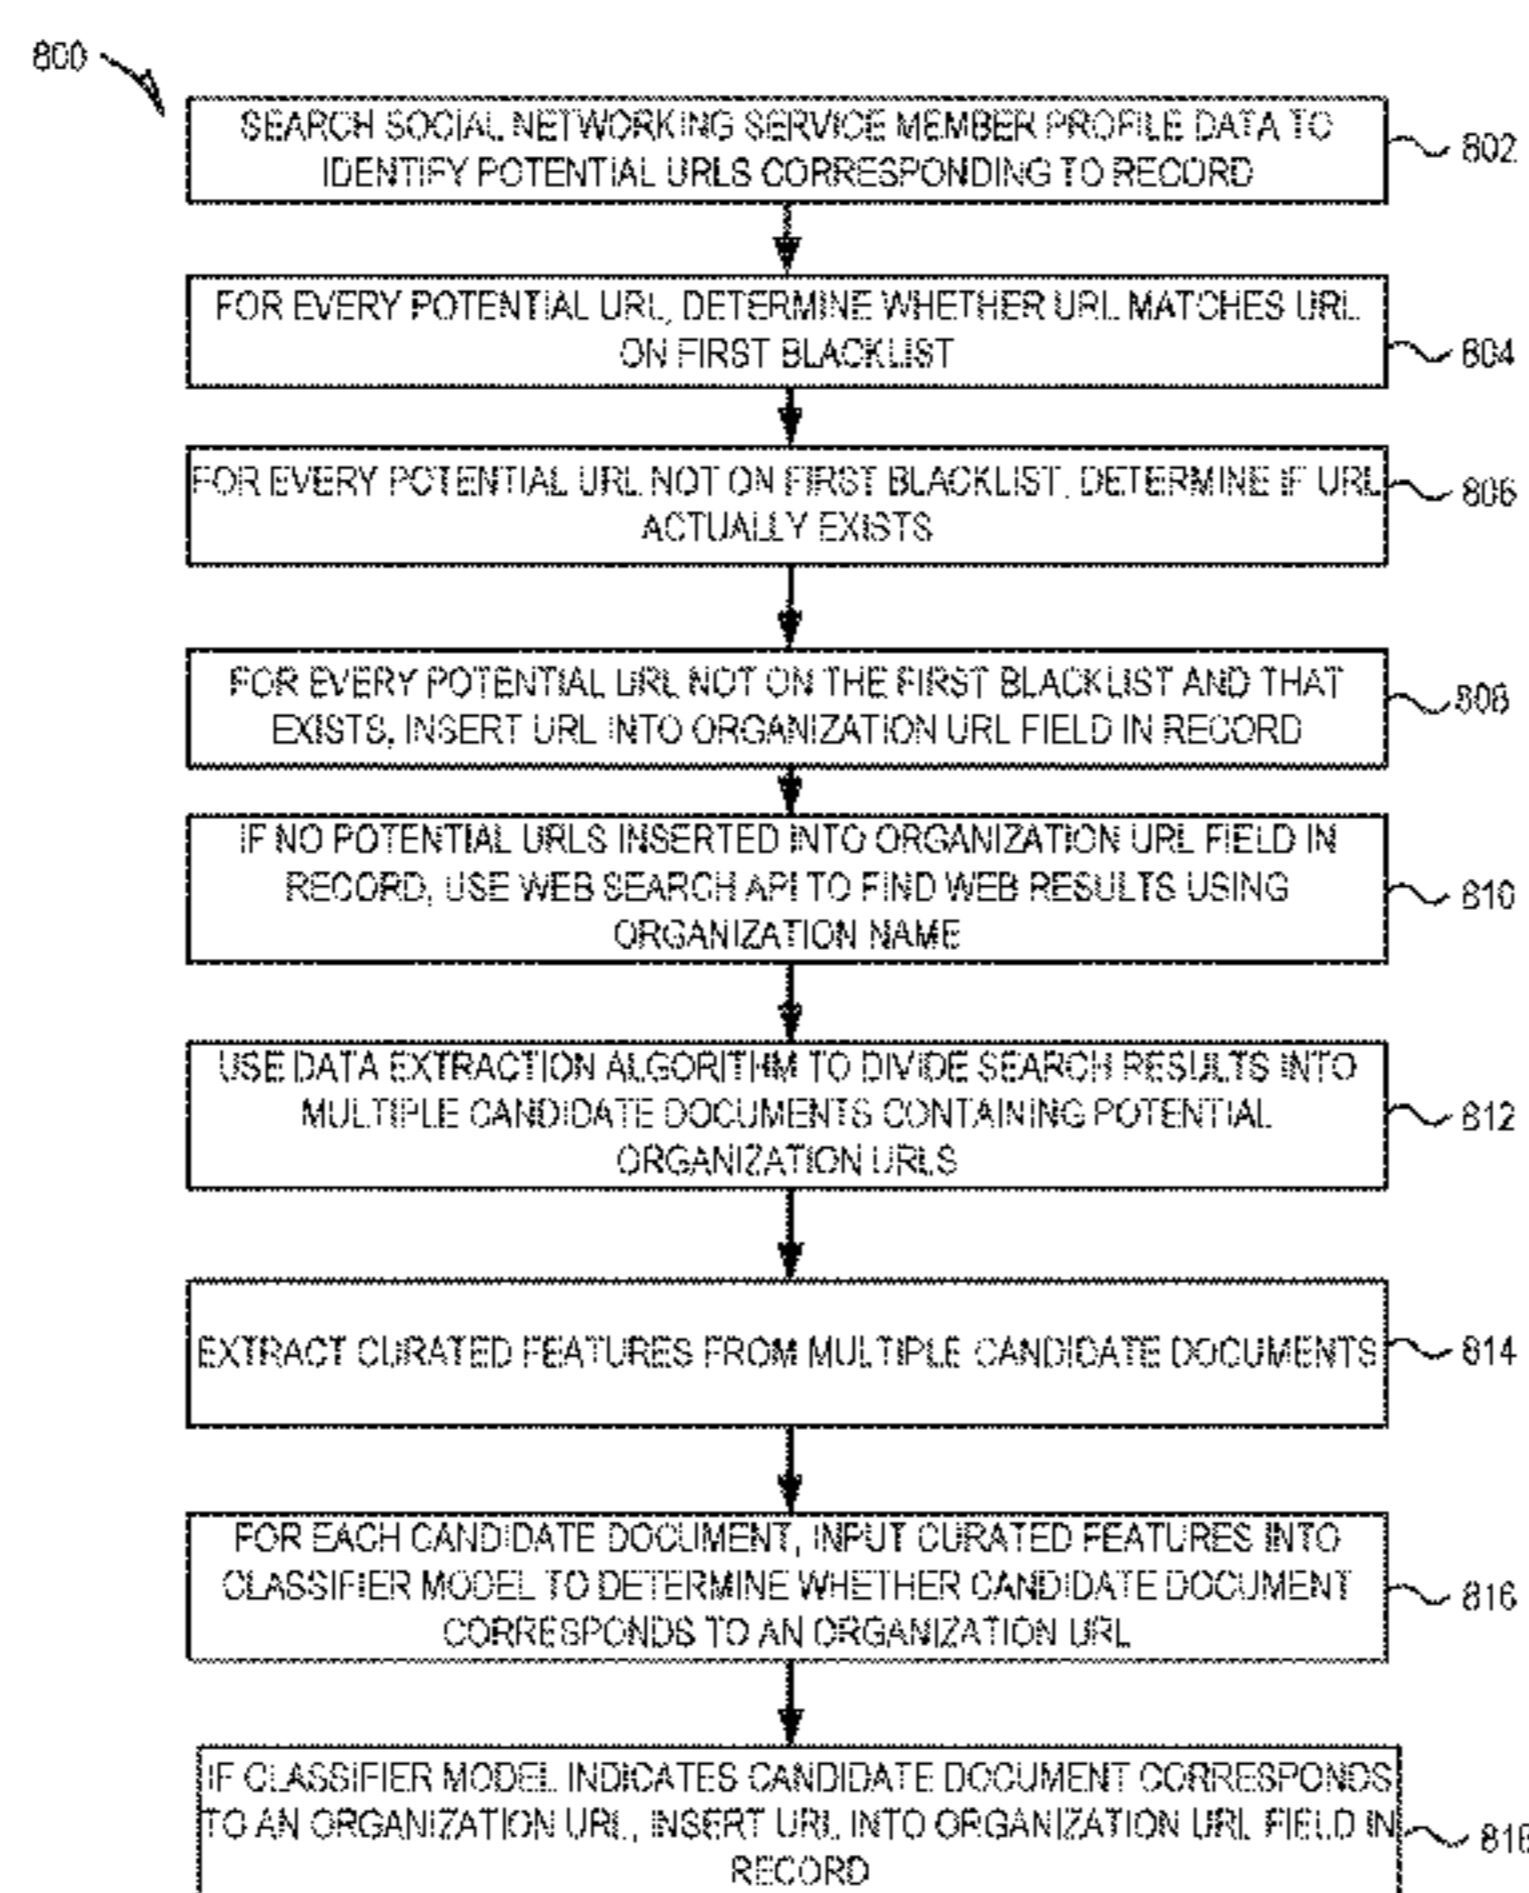 800
SEARCH SOCIAL NETWORKING SERVICE MEMBER PROFILE DATA TO
IDENTIFY POTENTIAL URLS CORRESPONDING TO RECORD
802
FOR EVERY POTENTIAL URL, DETERMINE WHETHER URL MATCHES URL
ON FIRST BLACKLIST
804
FOR EVERY POTENTIAL URL NOT ON FIRST BLACKLIST, DETERMINE IF URL
ACTUALLY EXISTS
806
FOR EVERY POTENTIAL URL NOT ON THE FIRST BLACKLIST AND THAT
EXISTS, INSERT URL INTO ORGANIZATION URL FIELD IN RECORD
808
IF NO POTENTIAL URLS INSERTED INTO ORGANIZATION URL FIELD IN
RECORD, USE WEB SEARCH API TO FIND WEB RESULTS USING
ORGANIZATION NAME
810
USE DATA EXTRACTION ALGORITHM TO DIVIDE SEARCH RESULTS INTO
MULTIPLE CANDIDATE DOCUMENTS CONTAINING POTENTIAL
ORGANIZATION URLS
812
EXTRACT CURATED FEATURES FROM MULTIPLE CANDIDATE DOCUMENTS
814
FOR EACH CANDIDATE DOCUMENT, INPUT CURATED FEATURES INTO
CLASSIFIER MODEL TO DETERMINE WHETHER CANDIDATE DOCUMENT
CORRESPONDS TO AN ORGANIZATION URL
816
IF CLASSIFIER MODEL INDICATES CANDIDATE DOCUMENT CORRESPONDS
TO AN ORGANIZATION URL, INSERT URL INTO ORGANIZATION URL FIELD IN
RECORD
818